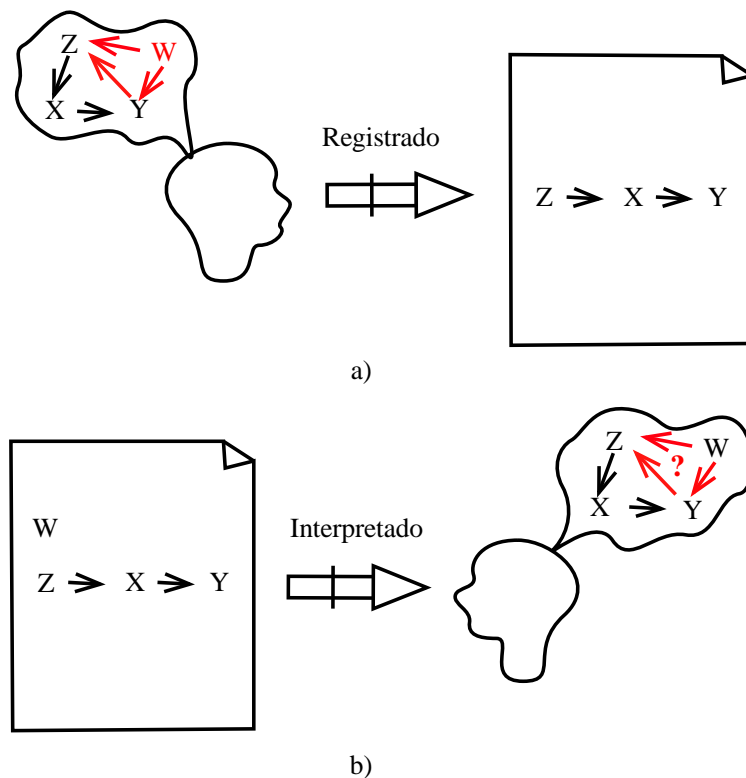 Z W
X Y
Registrado
Z X Y
a)
Z W
?
X Y
W
Interpretado
Z X Y
b)